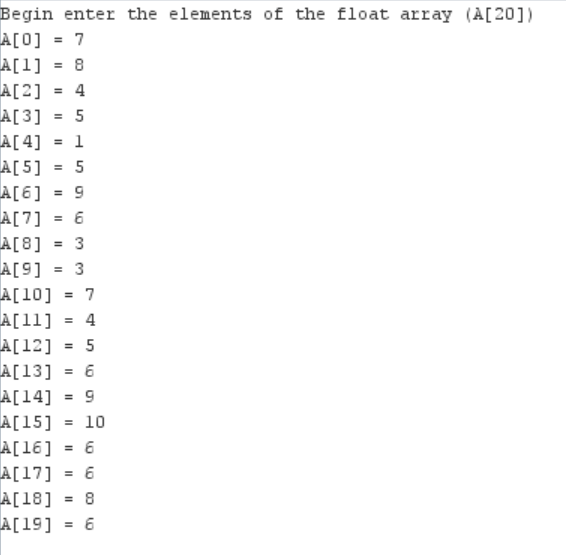 Begin enter the elements of the float array (A[20])
A[0] = 7
A[1] = 8
A[2] = 4
A[3] = 5
A[4] = 1
A[5] = 5
A[6] = 9
A[7] = 6
A[8] = 3
A[9] = 3
A[10] = 7
A[11] = 4
A[12] = 5
A[13] = 6
A[14] = 9
A[15] = 10
A[16] = 6
A[17] = 6
A[18] = 8
A[19] = 6